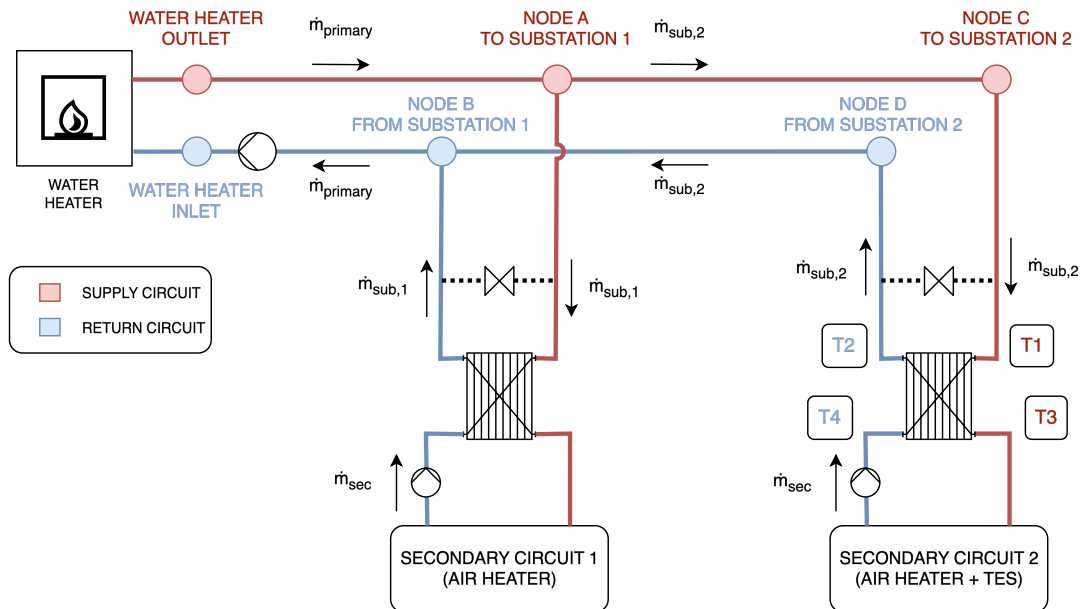 WATER HEATER
OUTLET
ṁprimary
NODE A
TO SUBSTATION 1
ṁsub,2
NODE C
TO SUBSTATION 2
NODE B
FROM SUBSTATION 1
NODE D
FROM SUBSTATION 2
WATER
HEATER
WATER HEATER
INLET
ṁprimary
ṁsub,2
ṁsub,1
ṁsub,1
ṁsub,2
ṁsub,2
SUPPLY CIRCUIT
RETURN CIRCUIT
T2
T1
T4
T3
ṁsec
ṁsec
SECONDARY CIRCUIT 1
(AIR HEATER)
SECONDARY CIRCUIT 2
(AIR HEATER + TES)